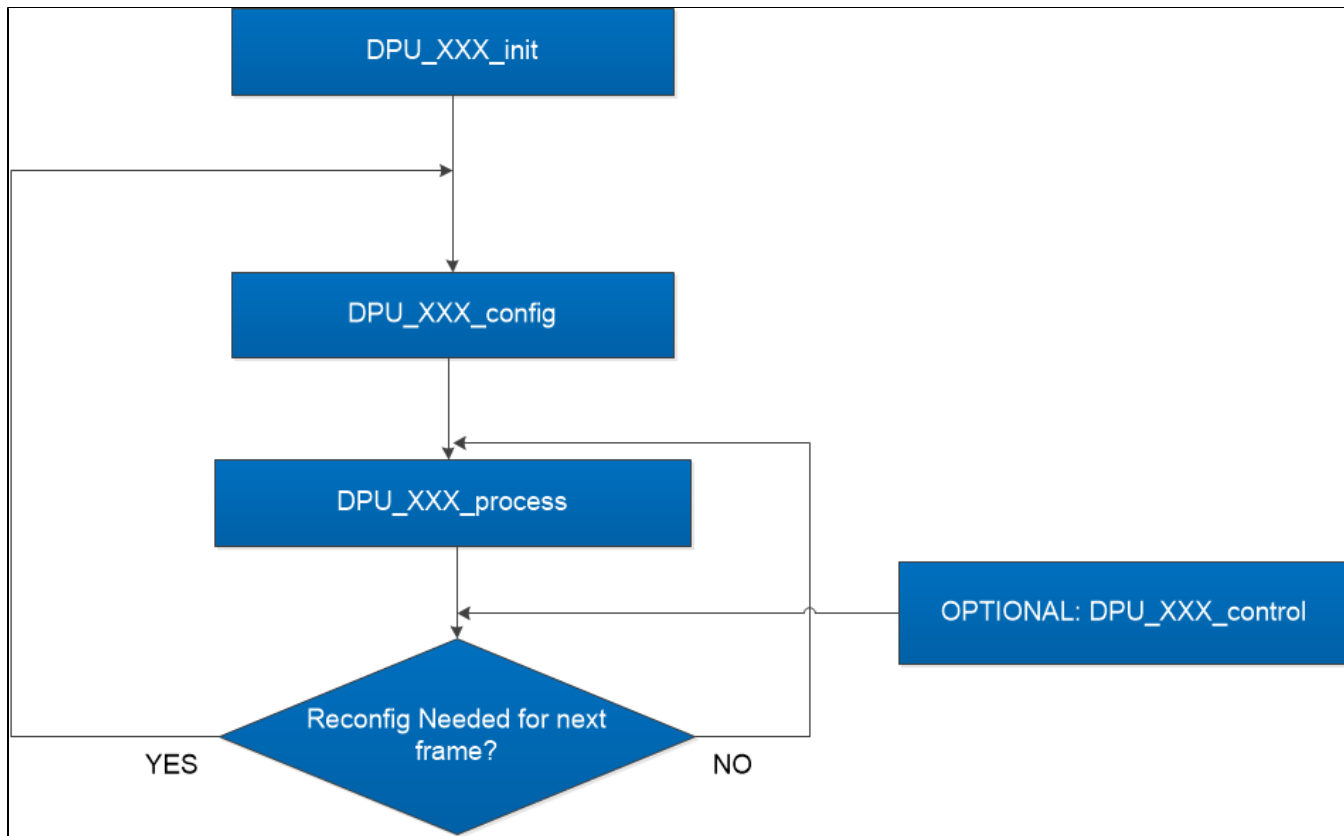 DPU_XXX_init
DPU_XXX_config
DPU_XXX_process
OPTIONAL: DPU_XXX_control
Reconfig Needed for next
frame?
YES
NO